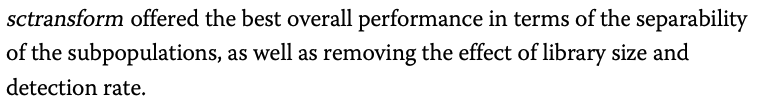 sctransform offered the best overall performance in terms of the separability
of the subpopulations, as well as removing the effect of library size and
detection rate.